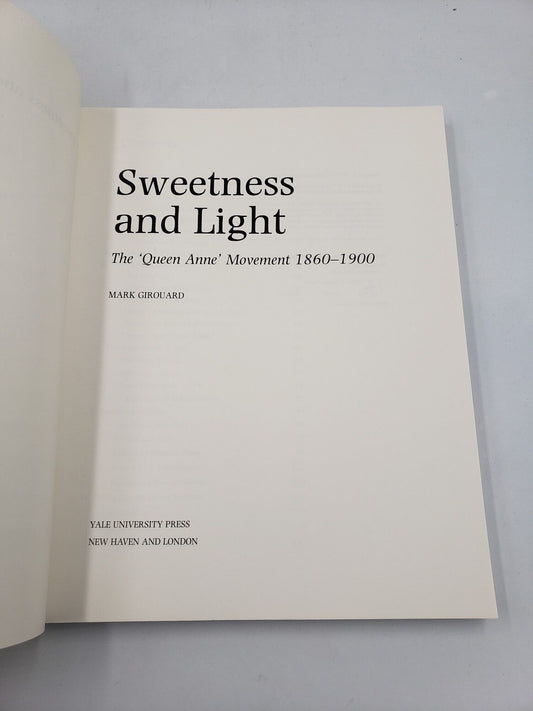 Sweetness
and Light
The ‘Queen Anne’ Movement 1860–1900
MARK GIROUARD
YALE UNIVERSITY PRESS
NEW HAVEN AND LONDON